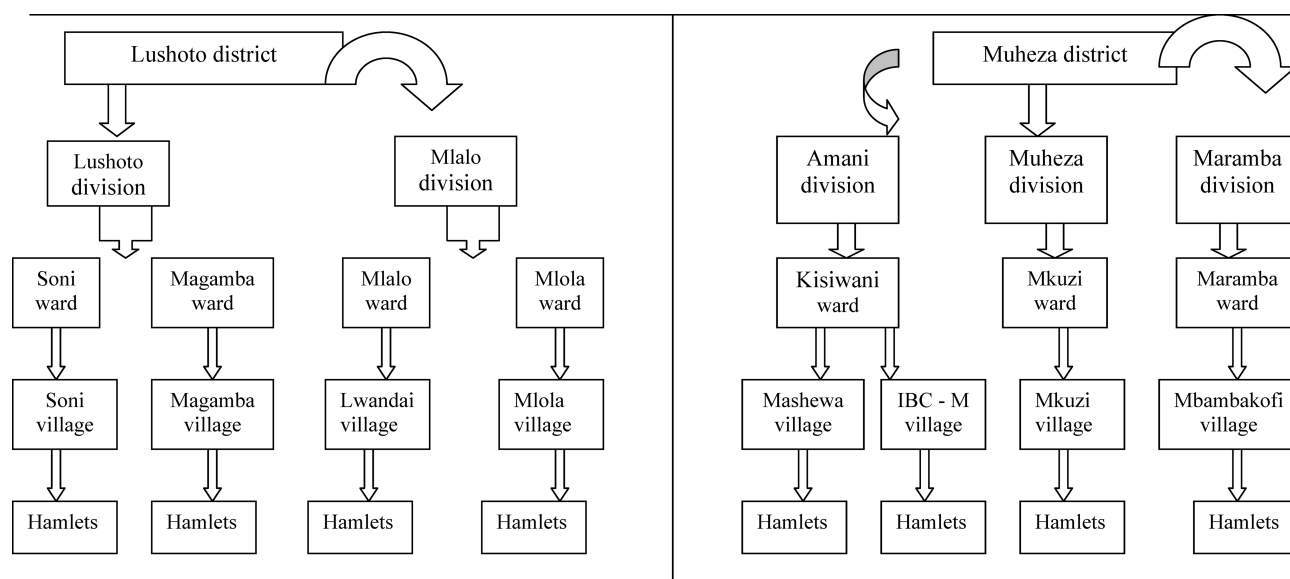 Lushoto district
Muheza district
Lushoto
division
Mlalo
division
Amani
division
Muheza
division
Maramba
division
Soni
ward
Magamba
ward
Mlalo
ward
Mlola
ward
Kisiwani
ward
Mkuzi
ward
Maramba
ward
Soni
village
Magamba
village
Lwandai
village
Mlola
village
Mashewa
village
IBC - M
village
Mkuzi
village
Mbambakofi
village
Hamlets
Hamlets
Hamlets
Hamlets
Hamlets
Hamlets
Hamlets
Hamlets